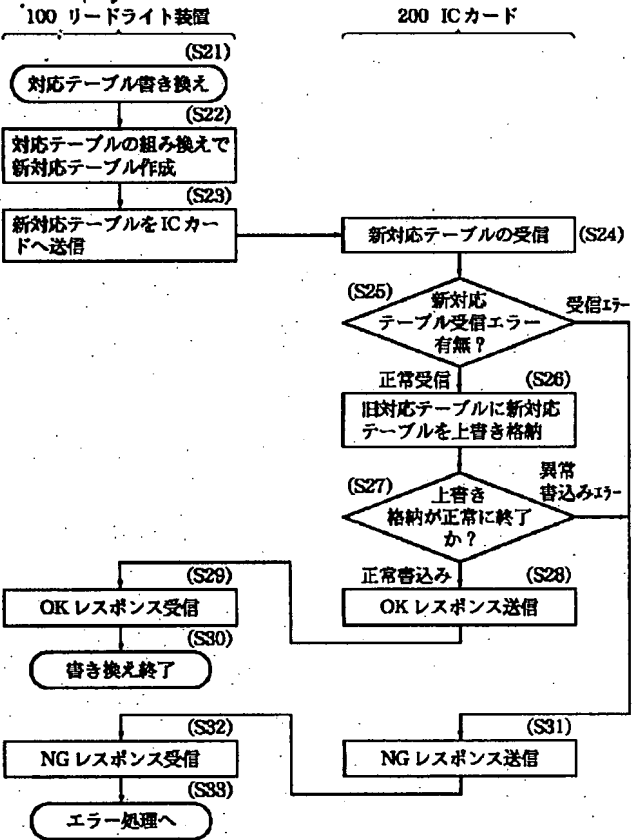 100 リードライト装置
200 ICカード
(S21)
対応テーブル書き換え
(S22)
対応テーブルの組み換えで
新対応テーブル作成
(S23)
新対応テーブルをICカー
ドへ送信
新対応テーブルの受信
(S24)
(S25)
新対応
テーブル受信エラー
有無?
受信エラー
正常受信
(S26)
旧対応テーブルに新対応
テーブルを上書き格納
(S27)
上書き
格納が正常に終了
か?
異常
書込みエラー
正常書込み
(S28)
OKレスポンス送信
(S29)
OKレスポンス受信
(S30)
書き換え終了
(S31)
NGレスポンス送信
(S32)
NGレスポンス受信
(S33)
エラー処理へ